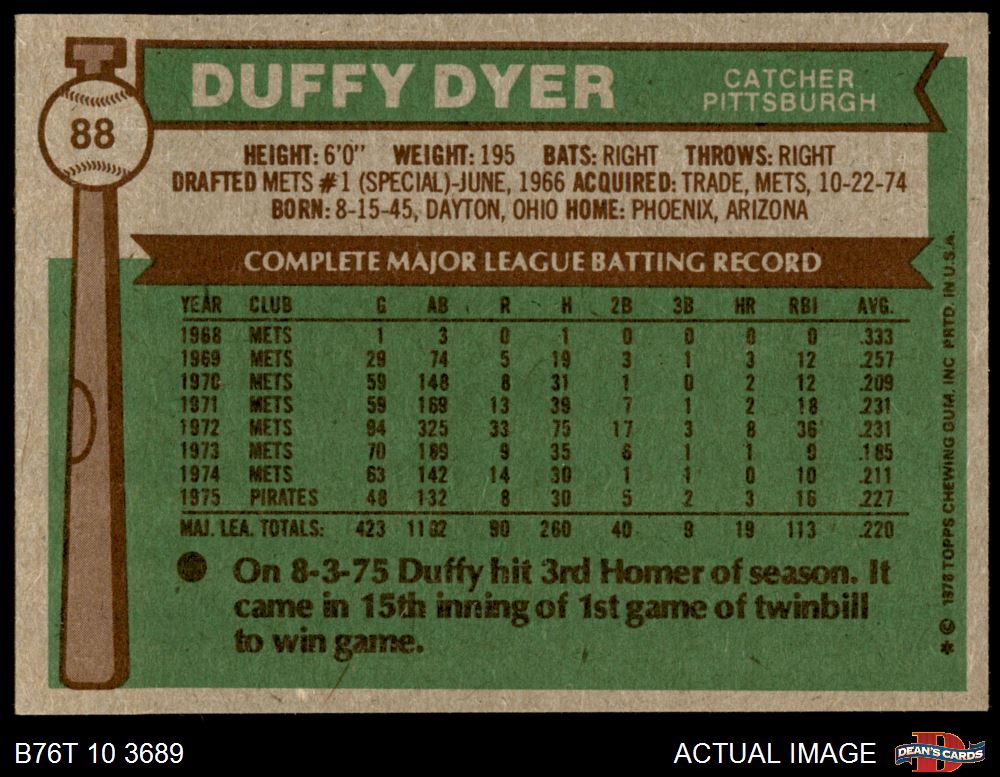 88
DUFFY DYER
CATCHER
PITTSBURGH
HEIGHT: 6'0" WEIGHT: 195 BATS: RIGHT THROWS: RIGHT
DRAFTED METS #1 (SPECIAL)-JUNE, 1966 ACQUIRED: TRADE, METS, 10-22-74
BORN: 8-15-45, DAYTON, OHIO HOME: PHOENIX, ARIZONA
COMPLETE MAJOR LEAGUE BATTING RECORD
YEAR CLUB G AB R H 2B 3B HR RBI AVG.
1968 METS 1 3 0 1 0 0 0 0 .333
1969 METS 29 74 5 19 3 1 3 12 .257
1970 METS 59 148 8 31 1 0 2 12 .209
1971 METS 59 169 13 39 7 1 2 18 .231
1972 METS 94 325 33 75 17 3 8 36 .231
1973 METS 70 189 9 35 6 1 1 9 .185
1974 METS 63 142 14 30 1 1 0 10 .211
1975 PIRATES 48 132 8 30 5 2 3 16 .227
MAJ. LEA. TOTALS: 423 1182 90 260 40 9 19 113 .220
On 8-3-75 Duffy hit 3rd Homer of season. It
came in 15th inning of 1st game of twinbill
to win game.
* © 1976 TOPPS CHEWING GUM, INC PRTD. IN U.S.A.
B76T 10 3689
ACTUAL IMAGE
D
DEAN'S CARDS